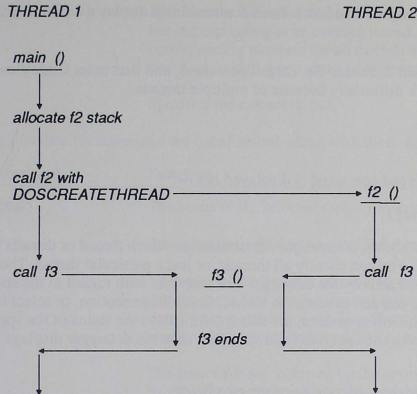 THREAD 1 THREAD 2
main ()
allocate f2 stack
call f2 with
DOSCREATETHREAD f2 ()
call f3 f3 () call f3
f3 ends